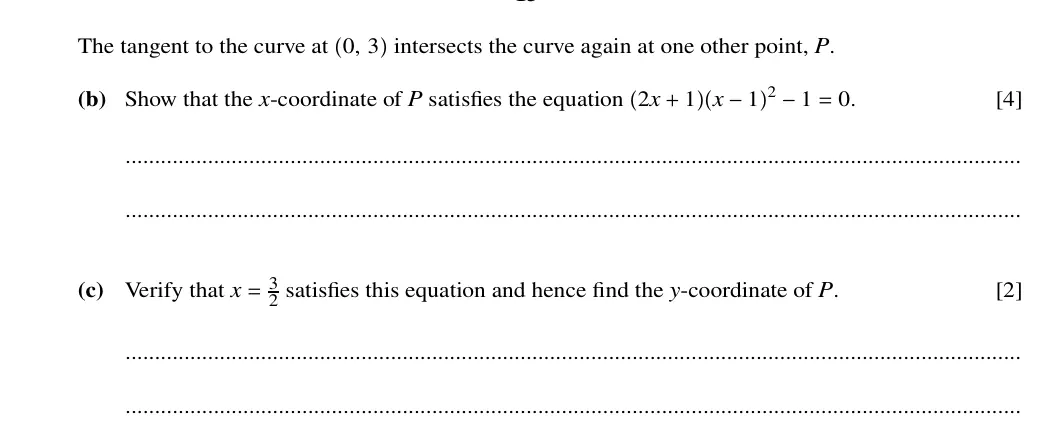 The tangent to the curve at (0, 3) intersects the curve again at one other point, P.
(b) Show that the x-coordinate of P satisfies the equation (2x + 1)(x – 1)² – 1 = 0. [4]
(c) Verify that x = 3/2 satisfies this equation and hence find the y-coordinate of P. [2]